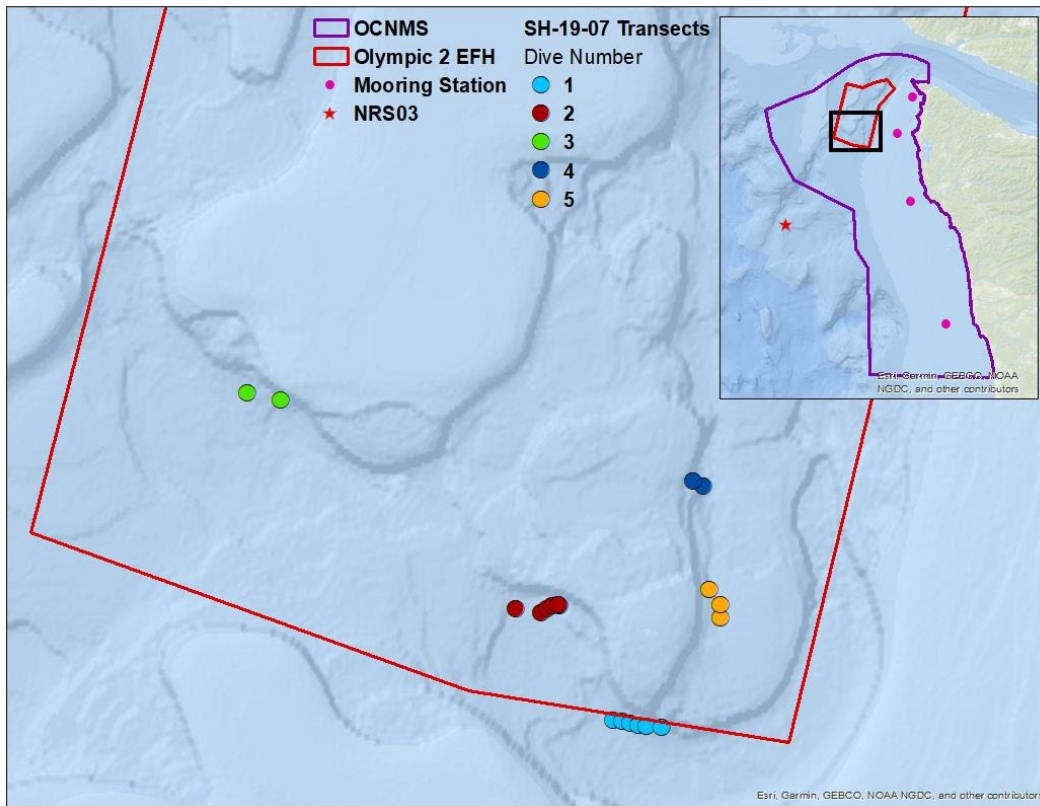 OCNMS
Olympic 2 EFH
Mooring Station
NRS03
SH-19-07 Transects
Dive Number
1
2
3
4
5
Esri, Garmin, GEBCO, NOAA
NGDC, and other contributors
Esri, Garmin, GEBCO, NOAA NGDC, and other contributors